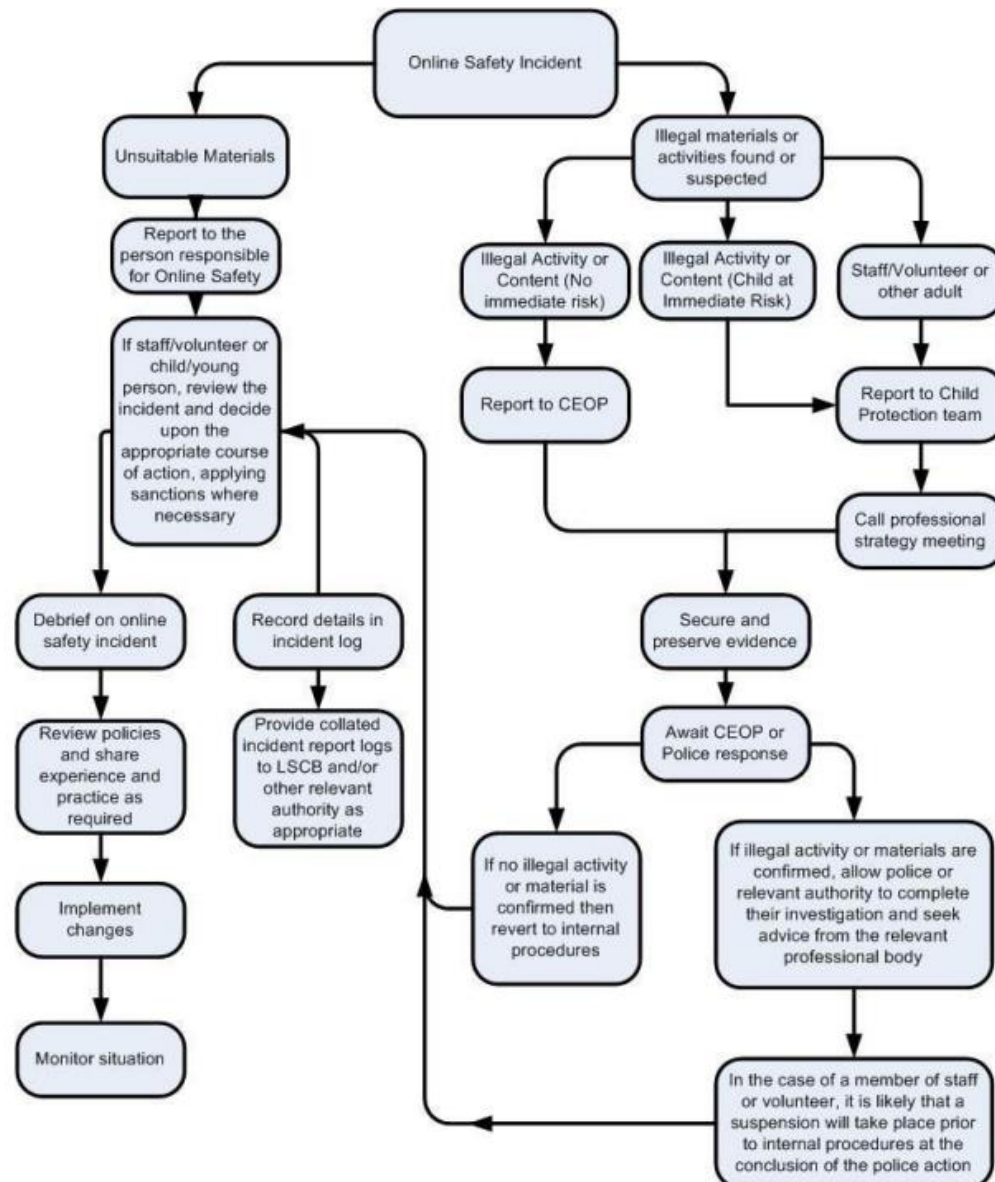 Online Safety Incident
Unsuitable Materials
Report to the
person responsible
for Online Safety
If staff/volunteer or
child/young
person, review the
incident and decide
upon the
appropriate course
of action, applying
sanctions where
necessary
Debrief on online
safety incident
Review policies
and share
experience and
practice as
required
Implement
changes
Monitor situation
Record details in
incident log
Provide collated
incident report logs
to LSCB and/or
other relevant
authority as
appropriate
Illegal materials or
activities found or
suspected
Illegal Activity or
Content (No
immediate risk)
Illegal Activity or
Content (Child at
Immediate Risk)
Staff/Volunteer or
other adult
Report to CEOP
Report to Child
Protection team
Call professional
strategy meeting
Secure and
preserve evidence
Await CEOP or
Police response
If no illegal activity
or material is
confirmed then
revert to internal
procedures
If illegal activity or materials are
confirmed, allow police or
relevant authority to complete
their investigation and seek
advice from the relevant
professional body
In the case of a member of staff
or volunteer, it is likely that a
suspension will take place prior
to internal procedures at the
conclusion of the police action